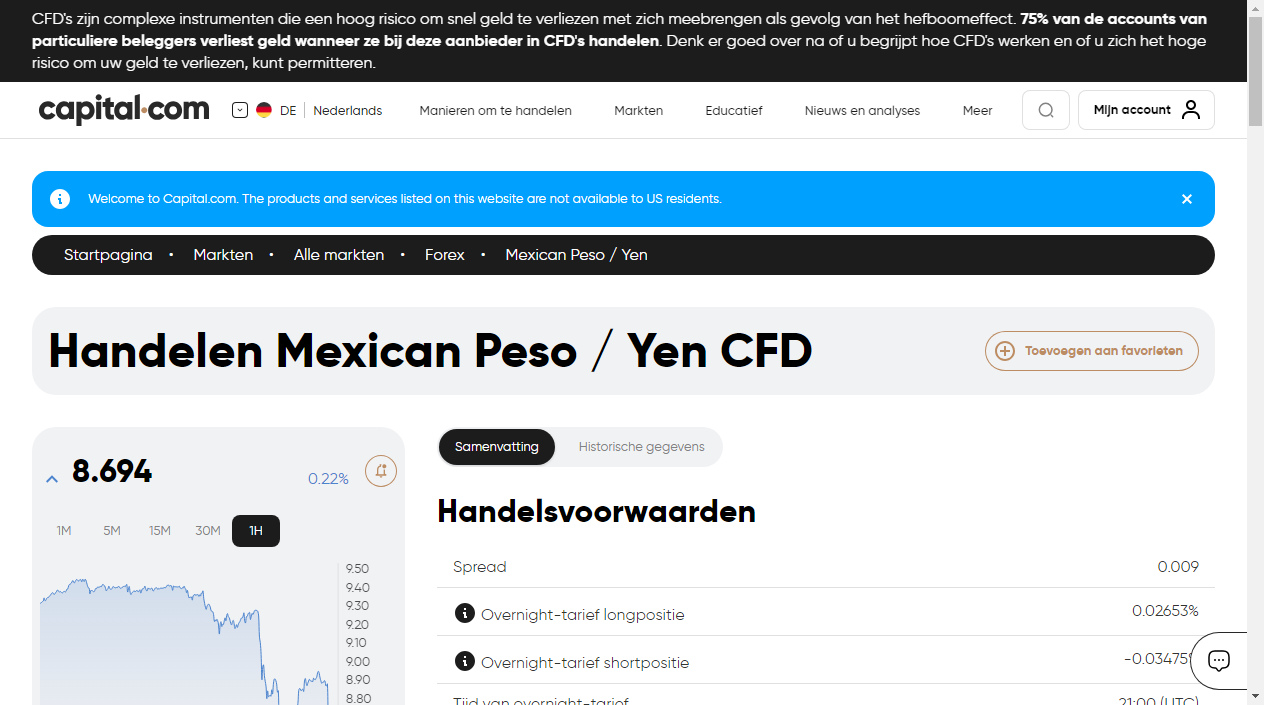 CFD's zijn complexe instrumenten die een hoog risico om snel geld te verliezen met zich meebrengen als gevolg van het hefboomeffect. 75% van de accounts van
particuliere beleggers verliest geld wanneer ze bij deze aanbieder in CFD's handelen. Denk er goed over na of u begrijpt hoe CFD's werken en of u zich het hoge
risico om uw geld te verliezen, kunt permitteren.
capital.com DE Nederlands Manieren om te handelen Markten Educatief Nieuws en analyses Meer Mijn account
Welcome to Capital.com. The products and services listed on this website are not available to US residents.
Startpagina • Markten • Alle markten • Forex • Mexican Peso / Yen
Handelen Mexican Peso / Yen CFD
Toevoegen aan favorieten
8.694 0.22%
1M 5M 15M 30M 1H
9.50
9.40
9.30
9.20
9.10
9.00
8.90
8.80
Samenvatting Historische gegevens
Handelsvoorwaarden
Spread 0.009
Overnight-tarief longpositie 0.02653%
Overnight-tarief shortpositie -0.03475%
Tijd van overnight-tarief 21:00 (UTC)